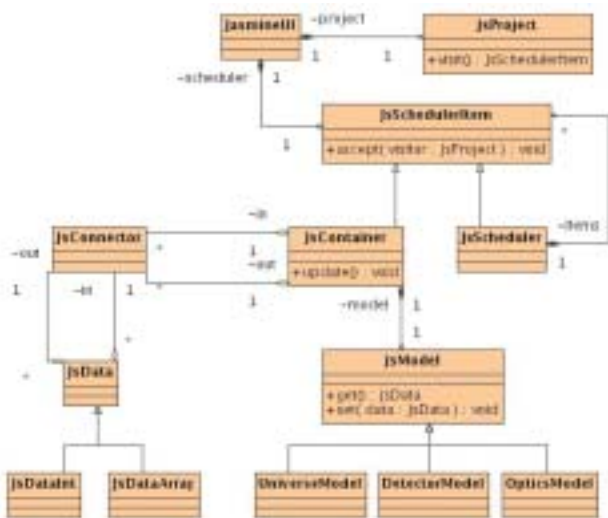 JasmineIII
~project
JsProject
+ visit() : JsSchedulerItem
1
1
~scheduler
1
JsSchedulerItem
+ accept( visitor : JsProject ) : void
1
*
JsConnector
~in
JsContainer
JsScheduler
~items
~out
*
1
~out
+ update() : void
1
1
~in
1
*
1
~model
1
1
*
*
JsData
JsModel
+ get() : JsData
+ set( data : JsData ) : void
JsDataInt
JsDataArray
UniverseModel
DetectorModel
OpticsModel